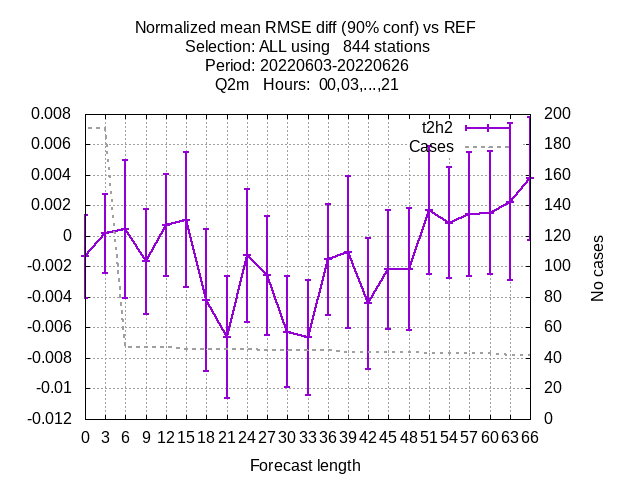 Normalized mean RMSE diff (90% conf) vs REF
Selection: ALL using   844 stations
Period: 20220603-20220626
Q2m   Hours:  00,03,...,21
t2h2
Cases
0.008
0.006
0.004
0.002
0
-0.002
-0.004
-0.006
-0.008
-0.01
-0.012
200
180
160
140
120
100
80
60
40
20
0
No cases
0 3 6 9 12 15 18 21 24 27 30 33 36 39 42 45 48 51 54 57 60 63 66
Forecast length